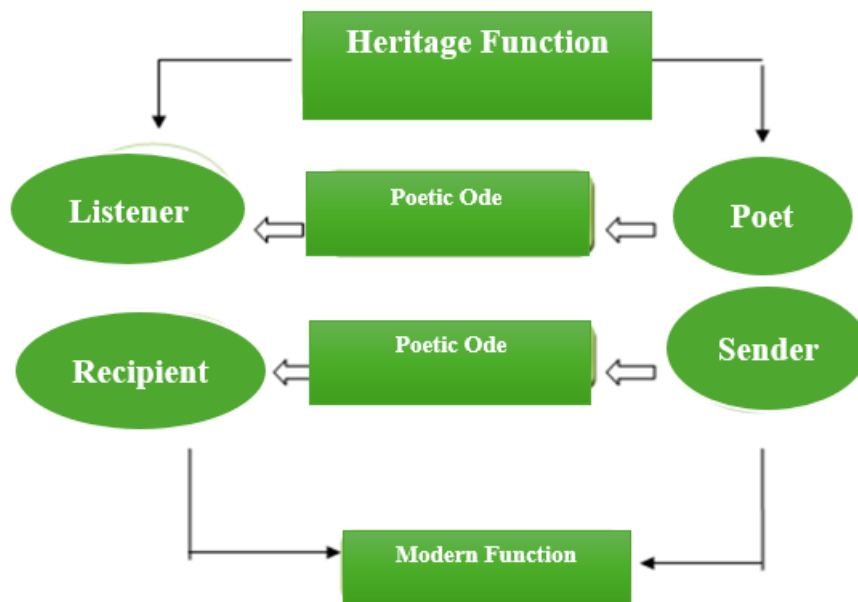 Heritage Function
Listener
Poetic Ode
Poet
Recipient
Poetic Ode
Sender
Modern Function